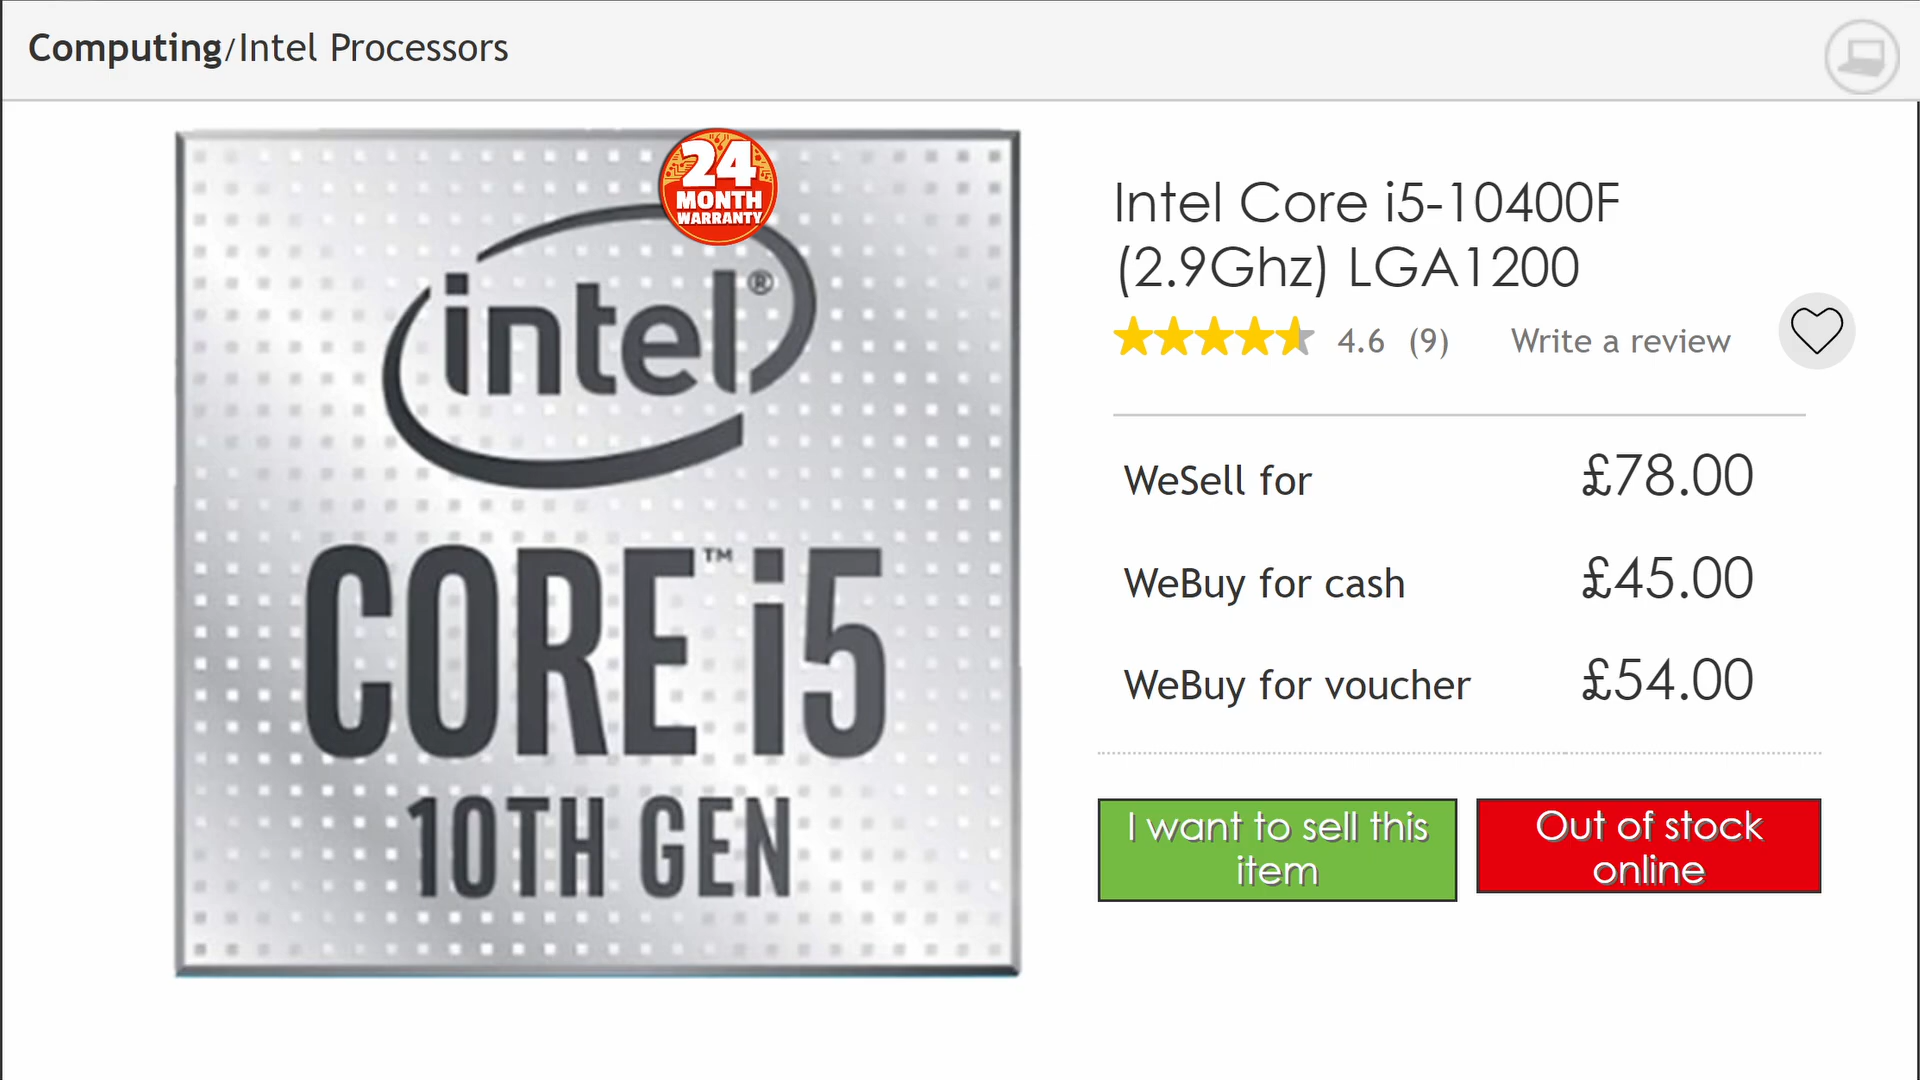 Computing/Intel Processors
24
MONTH
WARRANTY
intel®
CORE™ i5
10TH GEN
Intel Core i5-10400F
(2.9Ghz) LGA1200
4.6 (9) Write a review
WeSell for £78.00
WeBuy for cash £45.00
WeBuy for voucher £54.00
I want to sell this
item
Out of stock
online